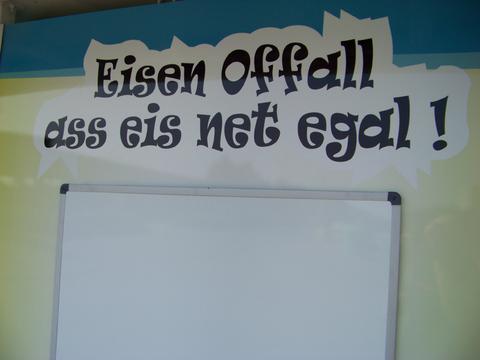 Eisen Offall
ass eis net egal !